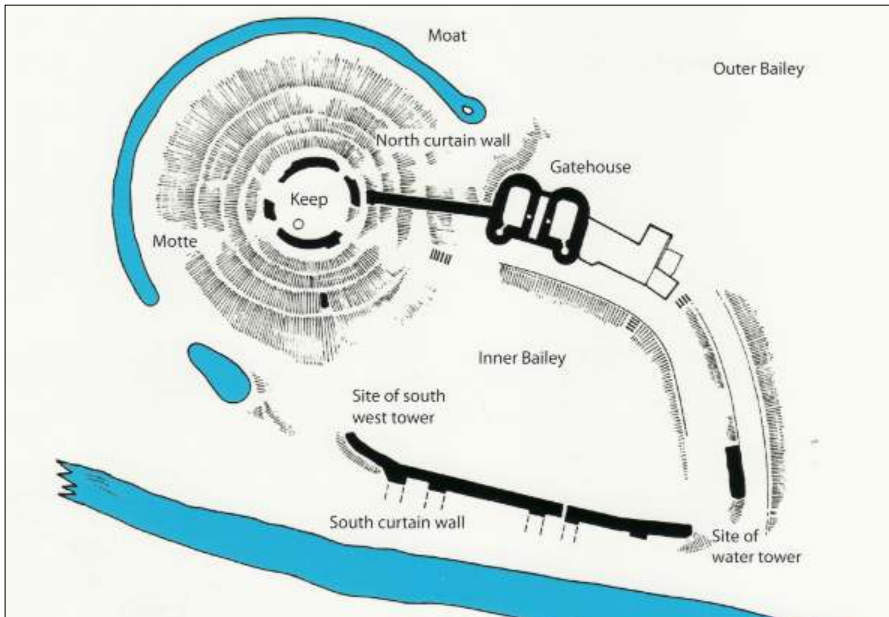 Moat
Outer Bailey
North curtain wall
Gatehouse
Keep
Motte
Inner Bailey
Site of south
west tower
South curtain wall
Site of
water tower